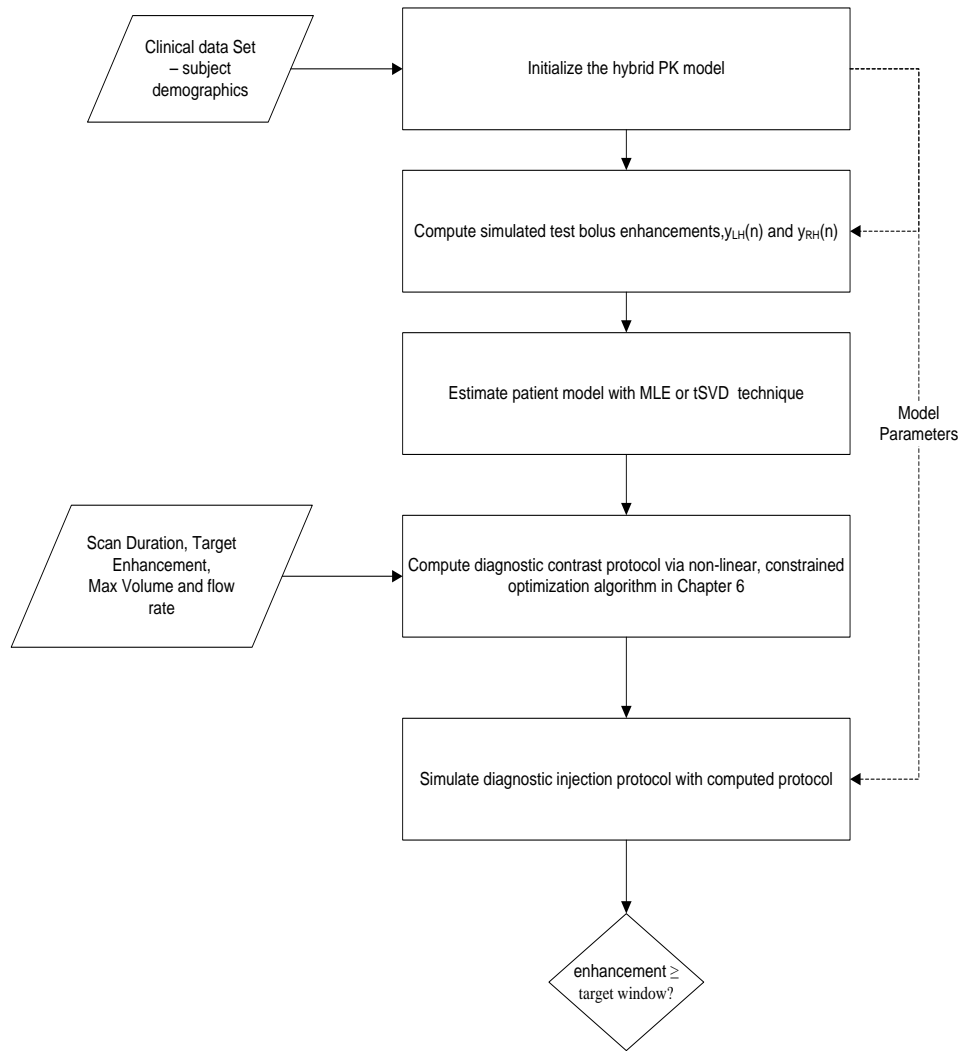 Clinical data Set
– subject
demographics
Initialize the hybrid PK model
Compute simulated test bolus enhancements,yLH(n) and yRH(n)
Estimate patient model with MLE or tSVD technique
Model
Parameters
Scan Duration, Target
Enhancement,
Max Volume and flow
rate
Compute diagnostic contrast protocol via non-linear, constrained
optimization algorithm in Chapter 6
Simulate diagnostic injection protocol with computed protocol
enhancement ≥
target window?